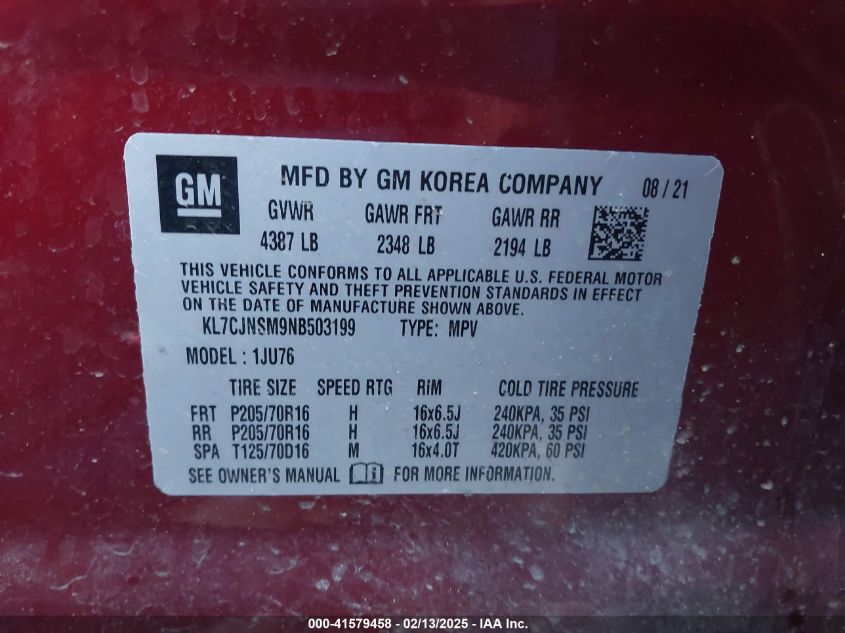 GM
MFD BY GM KOREA COMPANY 08/21
GVWR GAWR FRT GAWR RR
4387 LB 2348 LB 2194 LB
THIS VEHICLE CONFORMS TO ALL APPLICABLE U.S. FEDERAL MOTOR
VEHICLE SAFETY AND THEFT PREVENTION STANDARDS IN EFFECT
ON THE DATE OF MANUFACTURE SHOWN ABOVE.
KL7CJNSM9NB503199 TYPE: MPV
MODEL : 1JU76
TIRE SIZE SPEED RTG RIM COLD TIRE PRESSURE
FRT P205/70R16 H 16x6.5J 240KPA, 35 PSI
RR P205/70R16 H 16x6.5J 240KPA, 35 PSI
SPA T125/70D16 M 16x4.0T 420KPA, 60 PSI
SEE OWNER'S MANUAL FOR MORE INFORMATION.
000-41579458 - 02/13/2025 - IAA Inc.